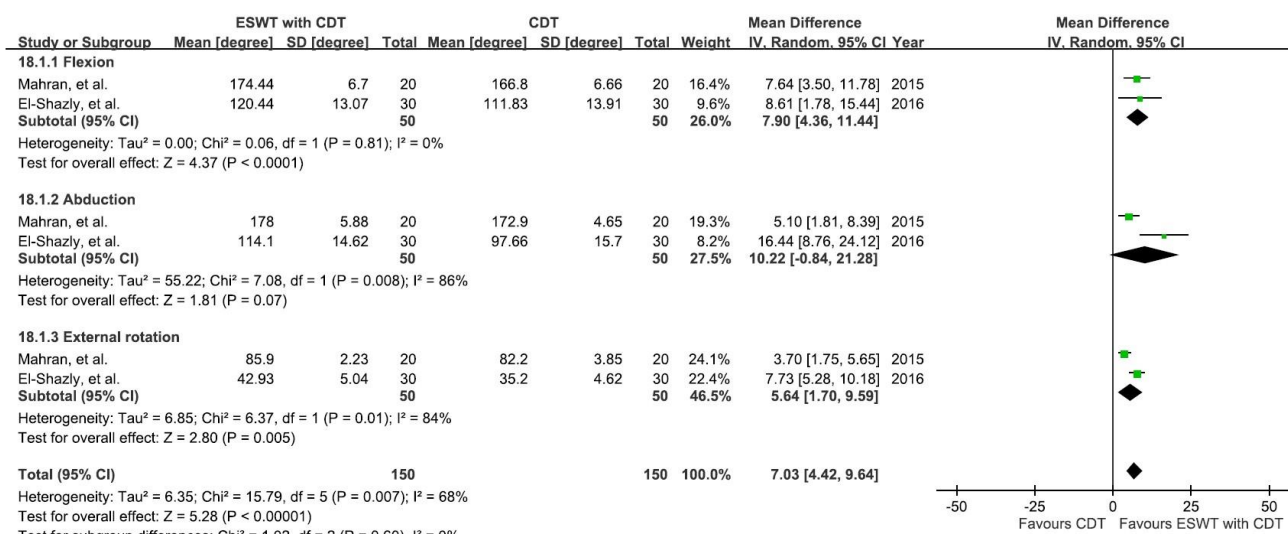 ESWT with CDT CDT Mean Difference Mean Difference
Study or Subgroup Mean [degree] SD [degree] Total Mean [degree] SD [degree] Total Weight IV, Random, 95% CI Year IV, Random, 95% CI
18.1.1 Flexion
Mahran, et al. 174.44 6.7 20 166.8 6.66 20 16.4% 7.64 [3.50, 11.78] 2015
El-Shazly, et al. 120.44 13.07 30 111.83 13.91 30 9.6% 8.61 [1.78, 15.44] 2016
Subtotal (95% CI) 50 50 26.0% 7.90 [4.36, 11.44]
Heterogeneity: Tau² = 0.00; Chi² = 0.06, df = 1 (P = 0.81); I² = 0%
Test for overall effect: Z = 4.37 (P < 0.0001)
18.1.2 Abduction
Mahran, et al. 178 5.88 20 172.9 4.65 20 19.3% 5.10 [1.81, 8.39] 2015
El-Shazly, et al. 114.1 14.62 30 97.66 15.7 30 8.2% 16.44 [8.76, 24.12] 2016
Subtotal (95% CI) 50 50 27.5% 10.22 [-0.84, 21.28]
Heterogeneity: Tau² = 55.22; Chi² = 7.08, df = 1 (P = 0.008); I² = 86%
Test for overall effect: Z = 1.81 (P = 0.07)
18.1.3 External rotation
Mahran, et al. 85.9 2.23 20 82.2 3.85 20 24.1% 3.70 [1.75, 5.65] 2015
El-Shazly, et al. 42.93 5.04 30 35.2 4.62 30 22.4% 7.73 [5.28, 10.18] 2016
Subtotal (95% CI) 50 50 46.5% 5.64 [1.70, 9.59]
Heterogeneity: Tau² = 6.85; Chi² = 6.37, df = 1 (P = 0.01); I² = 84%
Test for overall effect: Z = 2.80 (P = 0.005)
Total (95% CI) 150 150 100.0% 7.03 [4.42, 9.64]
Heterogeneity: Tau² = 6.35; Chi² = 15.79, df = 5 (P = 0.007); I² = 68%
Test for overall effect: Z = 5.28 (P < 0.00001)
-50 -25 0 25 50
Favours CDT Favours ESWT with CDT